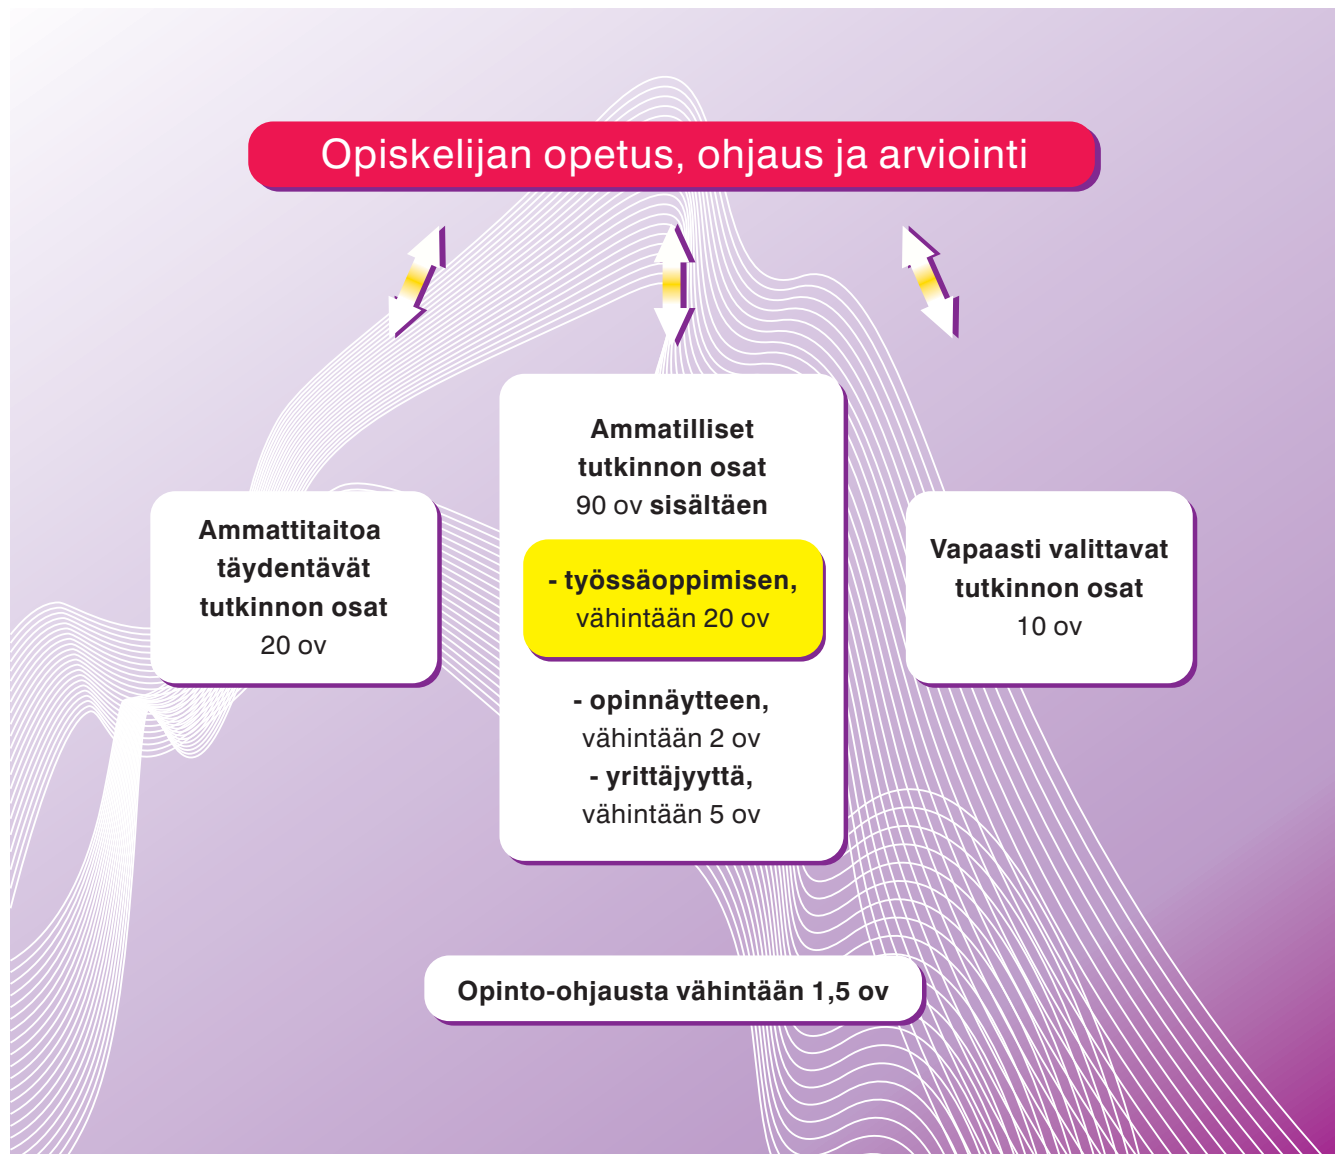 Opiskelijan opetus, ohjaus ja arviointi
Ammattitaitoa
täydentävät
tutkinnon osat
20 ov
Ammatilliset
tutkinnon osat
90 ov sisältäen
- työssäoppimisen,
vähintään 20 ov
- opinnäytteen,
vähintään 2 ov
- yrittäjyyttä,
vähintään 5 ov
Vapaasti valittavat
tutkinnon osat
10 ov
Opinto-ohjausta vähintään 1,5 ov